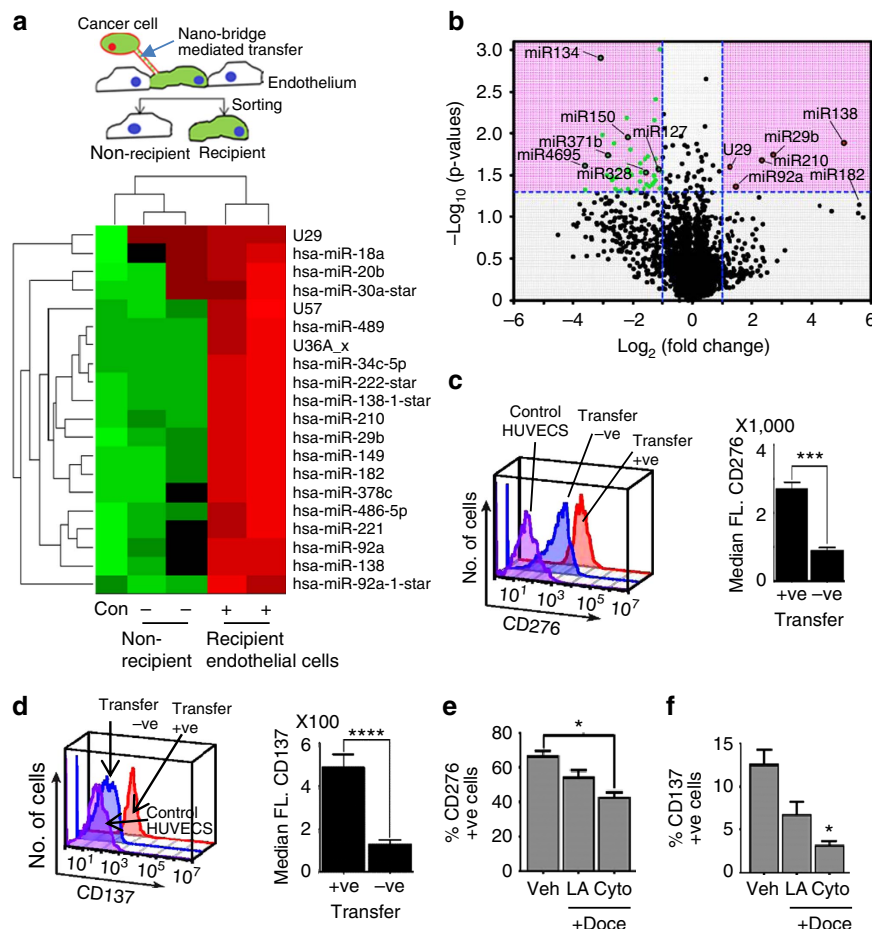 a
Cancer cell
Nano-bridge
mediated transfer
Endothelium
Sorting
Non-recipient Recipient
U29
hsa-miR-18a
hsa-miR-20b
hsa-miR-30a-star
U57
hsa-miR-489
U36A_x
hsa-miR-34c-5p
hsa-miR-222-star
hsa-miR-138-1-star
hsa-miR-210
hsa-miR-29b
hsa-miR-149
hsa-miR-182
hsa-miR-378c
hsa-miR-486-5p
hsa-miR-221
hsa-miR-92a
hsa-miR-138
hsa-miR-92a-1-star
Con − − + +
Non-
recipient
Recipient
endothelial cells
b
3.0
2.5
2.0
1.5
1.0
0.5
0
−Log10 (p-values)
miR134
miR150
miR127
miR371b
miR4695
miR328
U29
miR138
miR29b
miR210
miR92a
miR182
−6 −4 −2 0 2 4 6
Log2 (fold change)
c
Control
HUVECS
Transfer
−ve
Transfer
+ve
No. of cells
10^1 10^3 10^5 10^7
CD276
X1,000
Median FL. CD276
4
2
0
***
+ve −ve
Transfer
d
Transfer
−ve
Transfer
+ve
Control
HUVECS
No. of cells
10^1 10^3 10^5 10^7
CD137
X100
Median FL. CD137
6
4
2
0
****
+ve −ve
Transfer
e
% CD276
+ve cells
80
60
40
20
0
*
Veh LA Cyto
+Doce
f
% CD137
+ve cells
15
10
5
0
*
Veh LA Cyto
+Doce